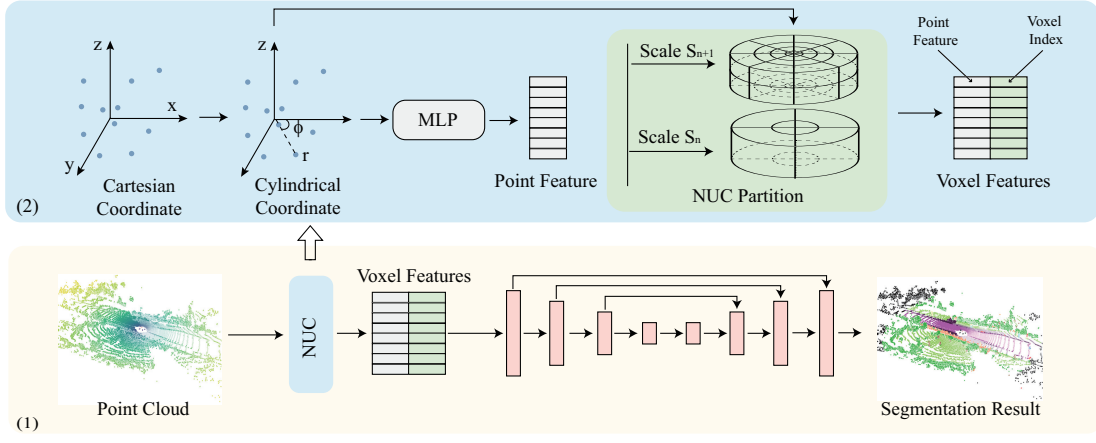 z
x
y
Cartesian
Coordinate
(2)
z
ϕ
r
Cylindrical
Coordinate
MLP
Point Feature
Scale Sn+1
Scale Sn
NUC Partition
Point
Feature
Voxel
Index
Voxel Features
Point Cloud
(1)
NUC
Voxel Features
Segmentation Result